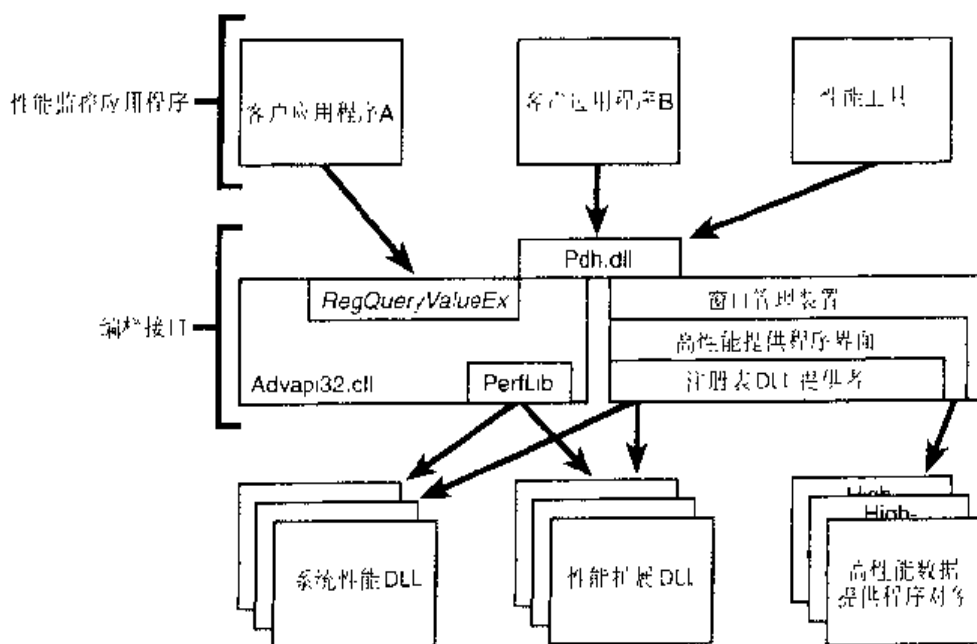 性能监控应用程序
客户应用程序A
客户应用程序B
性能工具
Pdh.dll
RegQueryValueEx
窗口管理装置
编程接口
高性能提供程序界面
Advapi32.dll
PerfLib
注册表DLL提供者
High-
High-
系统性能DLL
性能扩展DLL
高性能数据
提供程序对象